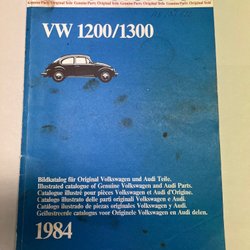 VW 1200/1300
Bildkatalog für Original Volkswagen und Audi Teile.
Illustrated catalogue of Genuine Volkswagen and Audi Parts.
Catalogue illustré pour pièces Volkswagen et Audi d'Origine.
Catalogo illustrato delle parti originali Volkswagen e Audi.
Catálogo ilustrado de piezas originales Volkswagen y Audi.
Geïllustreerde catalogus voor Originele Volkswagen en Audi delen.
1984